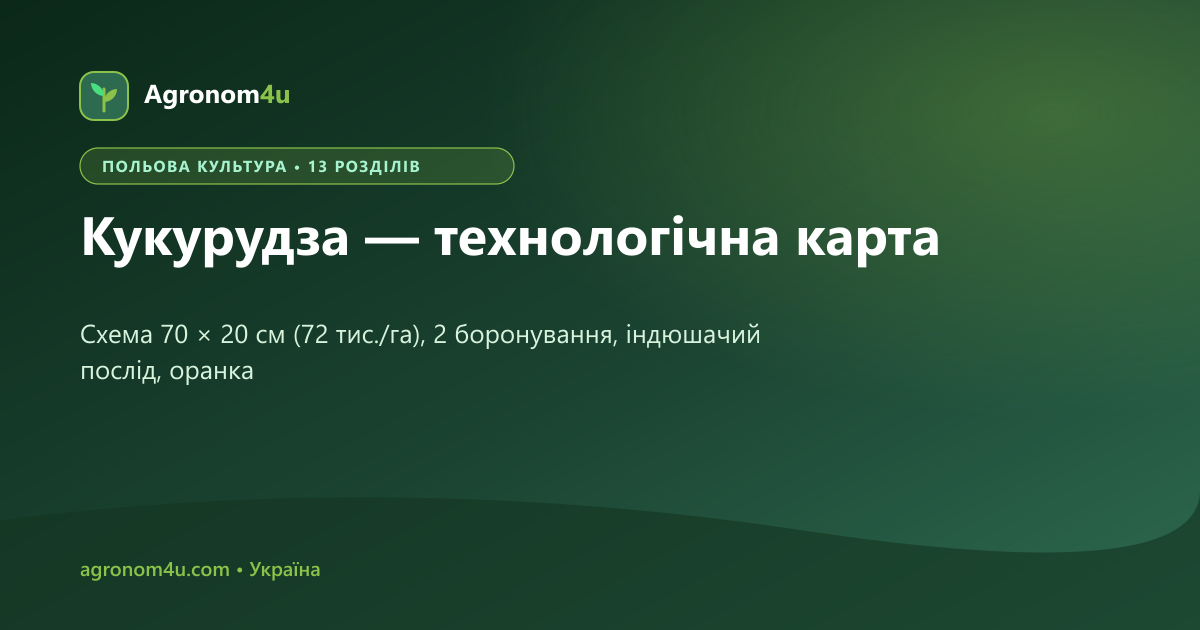 Agronom4u
ПОЛЬОВА КУЛЬТУРА • 13 РОЗДІЛІВ
Кукурудза — технологічна карта
Схема 70 × 20 см (72 тис./га), 2 боронування, індюшачий
послід, оранка
agronom4u.com • Україна